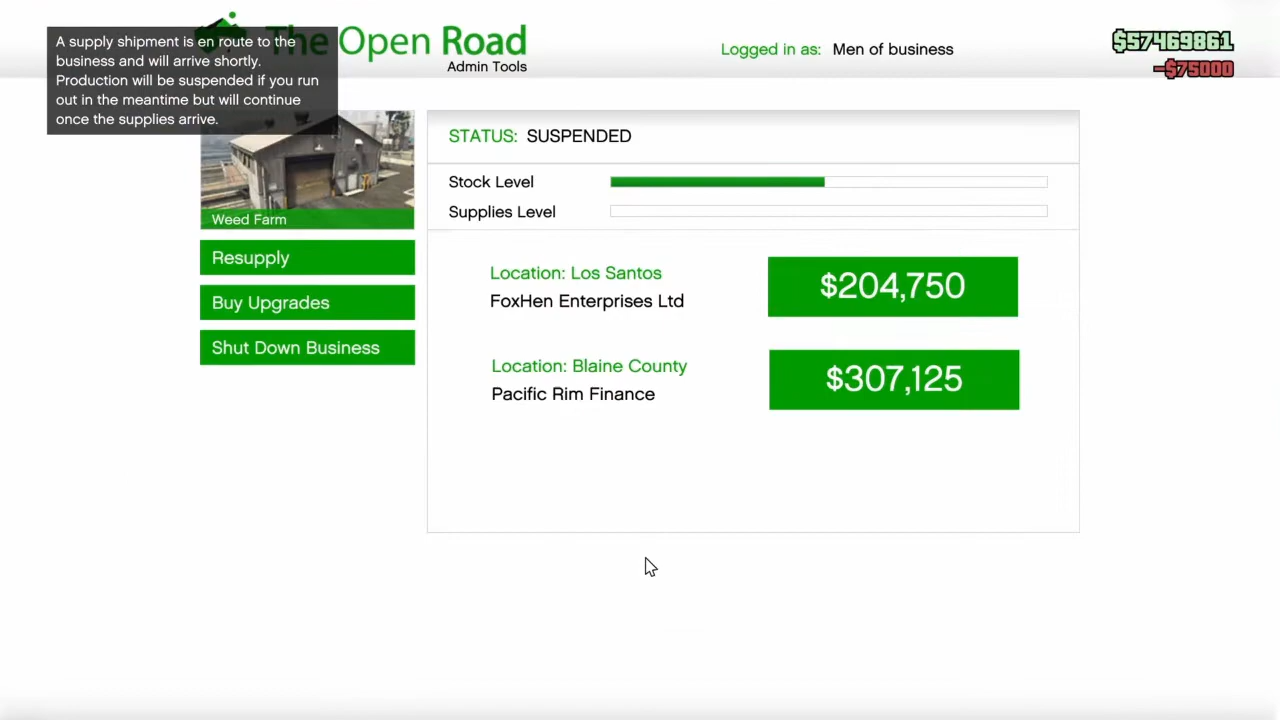 A supply shipment is en route to the
business and will arrive shortly.
Production will be suspended if you run
out in the meantime but will continue
once the supplies arrive.
The Open Road
Admin Tools
Logged in as: Men of business
$57469861
-$75000
Weed Farm
Resupply
Buy Upgrades
Shut Down Business
STATUS: SUSPENDED
Stock Level
Supplies Level
Location: Los Santos
FoxHen Enterprises Ltd
$204,750
Location: Blaine County
Pacific Rim Finance
$307,125